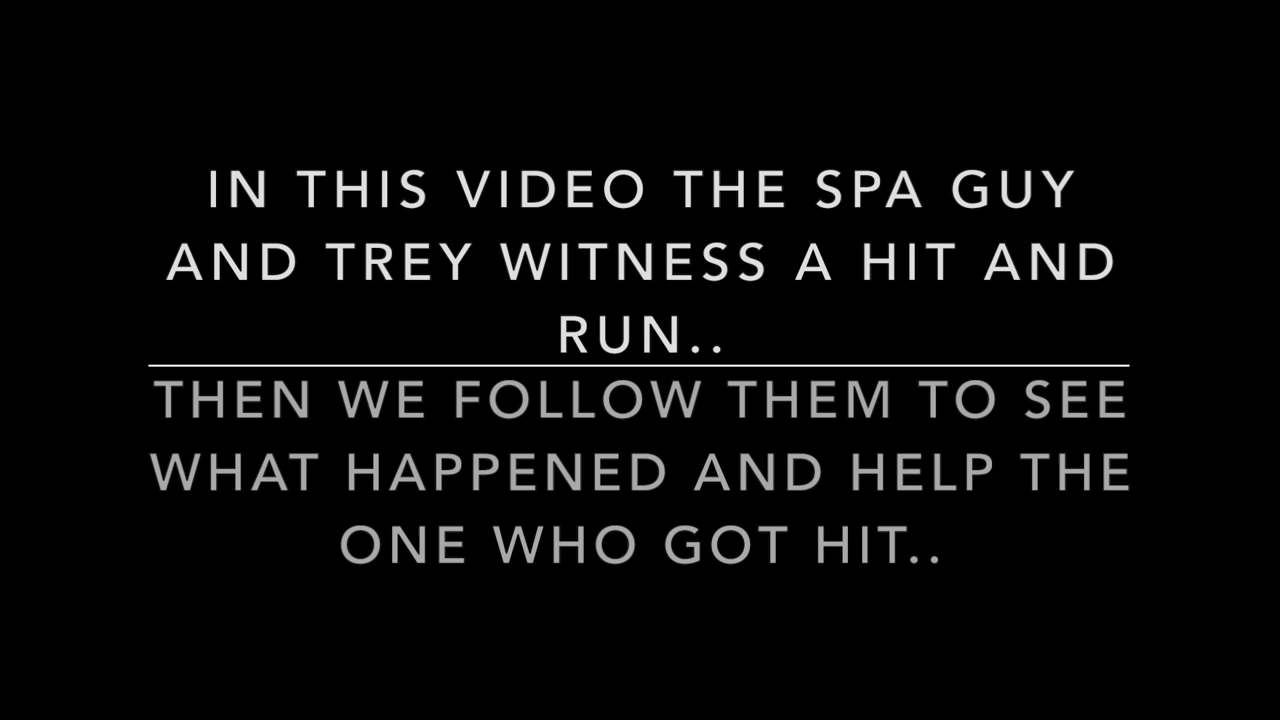 IN THIS VIDEO THE SPA GUY
AND TREY WITNESS A HIT AND
RUN..
THEN WE FOLLOW THEM TO SEE
WHAT HAPPENED AND HELP THE
ONE WHO GOT HIT..